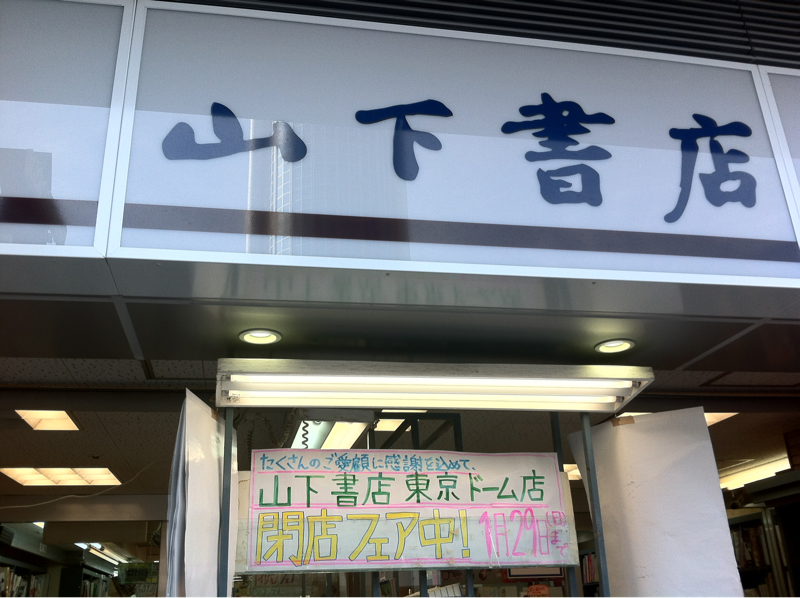 山下書店
たくさんのご愛顧に感謝を込めて、
山下書店 東京ドーム店
閉店フェア中! 1月29日(日)まで